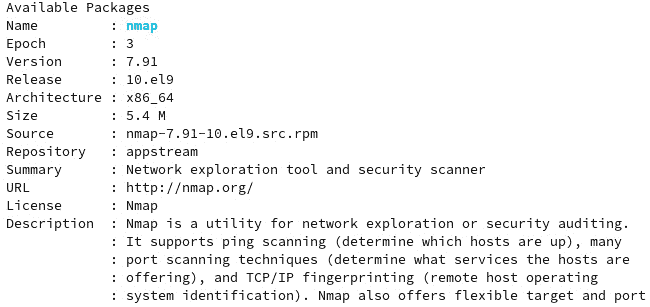 Available Packages
Name         : nmap
Epoch        : 3
Version      : 7.91
Release      : 10.el9
Architecture : x86_64
Size         : 5.4 M
Source       : nmap-7.91-10.el9.src.rpm
Repository   : appstream
Summary      : Network exploration tool and security scanner
URL          : http://nmap.org/
License      : Nmap
Description  : Nmap is a utility for network exploration or security auditing.
             : It supports ping scanning (determine which hosts are up), many
             : port scanning techniques (determine what services the hosts are
             : offering), and TCP/IP fingerprinting (remote host operating
             : system identification). Nmap also offers flexible target and port